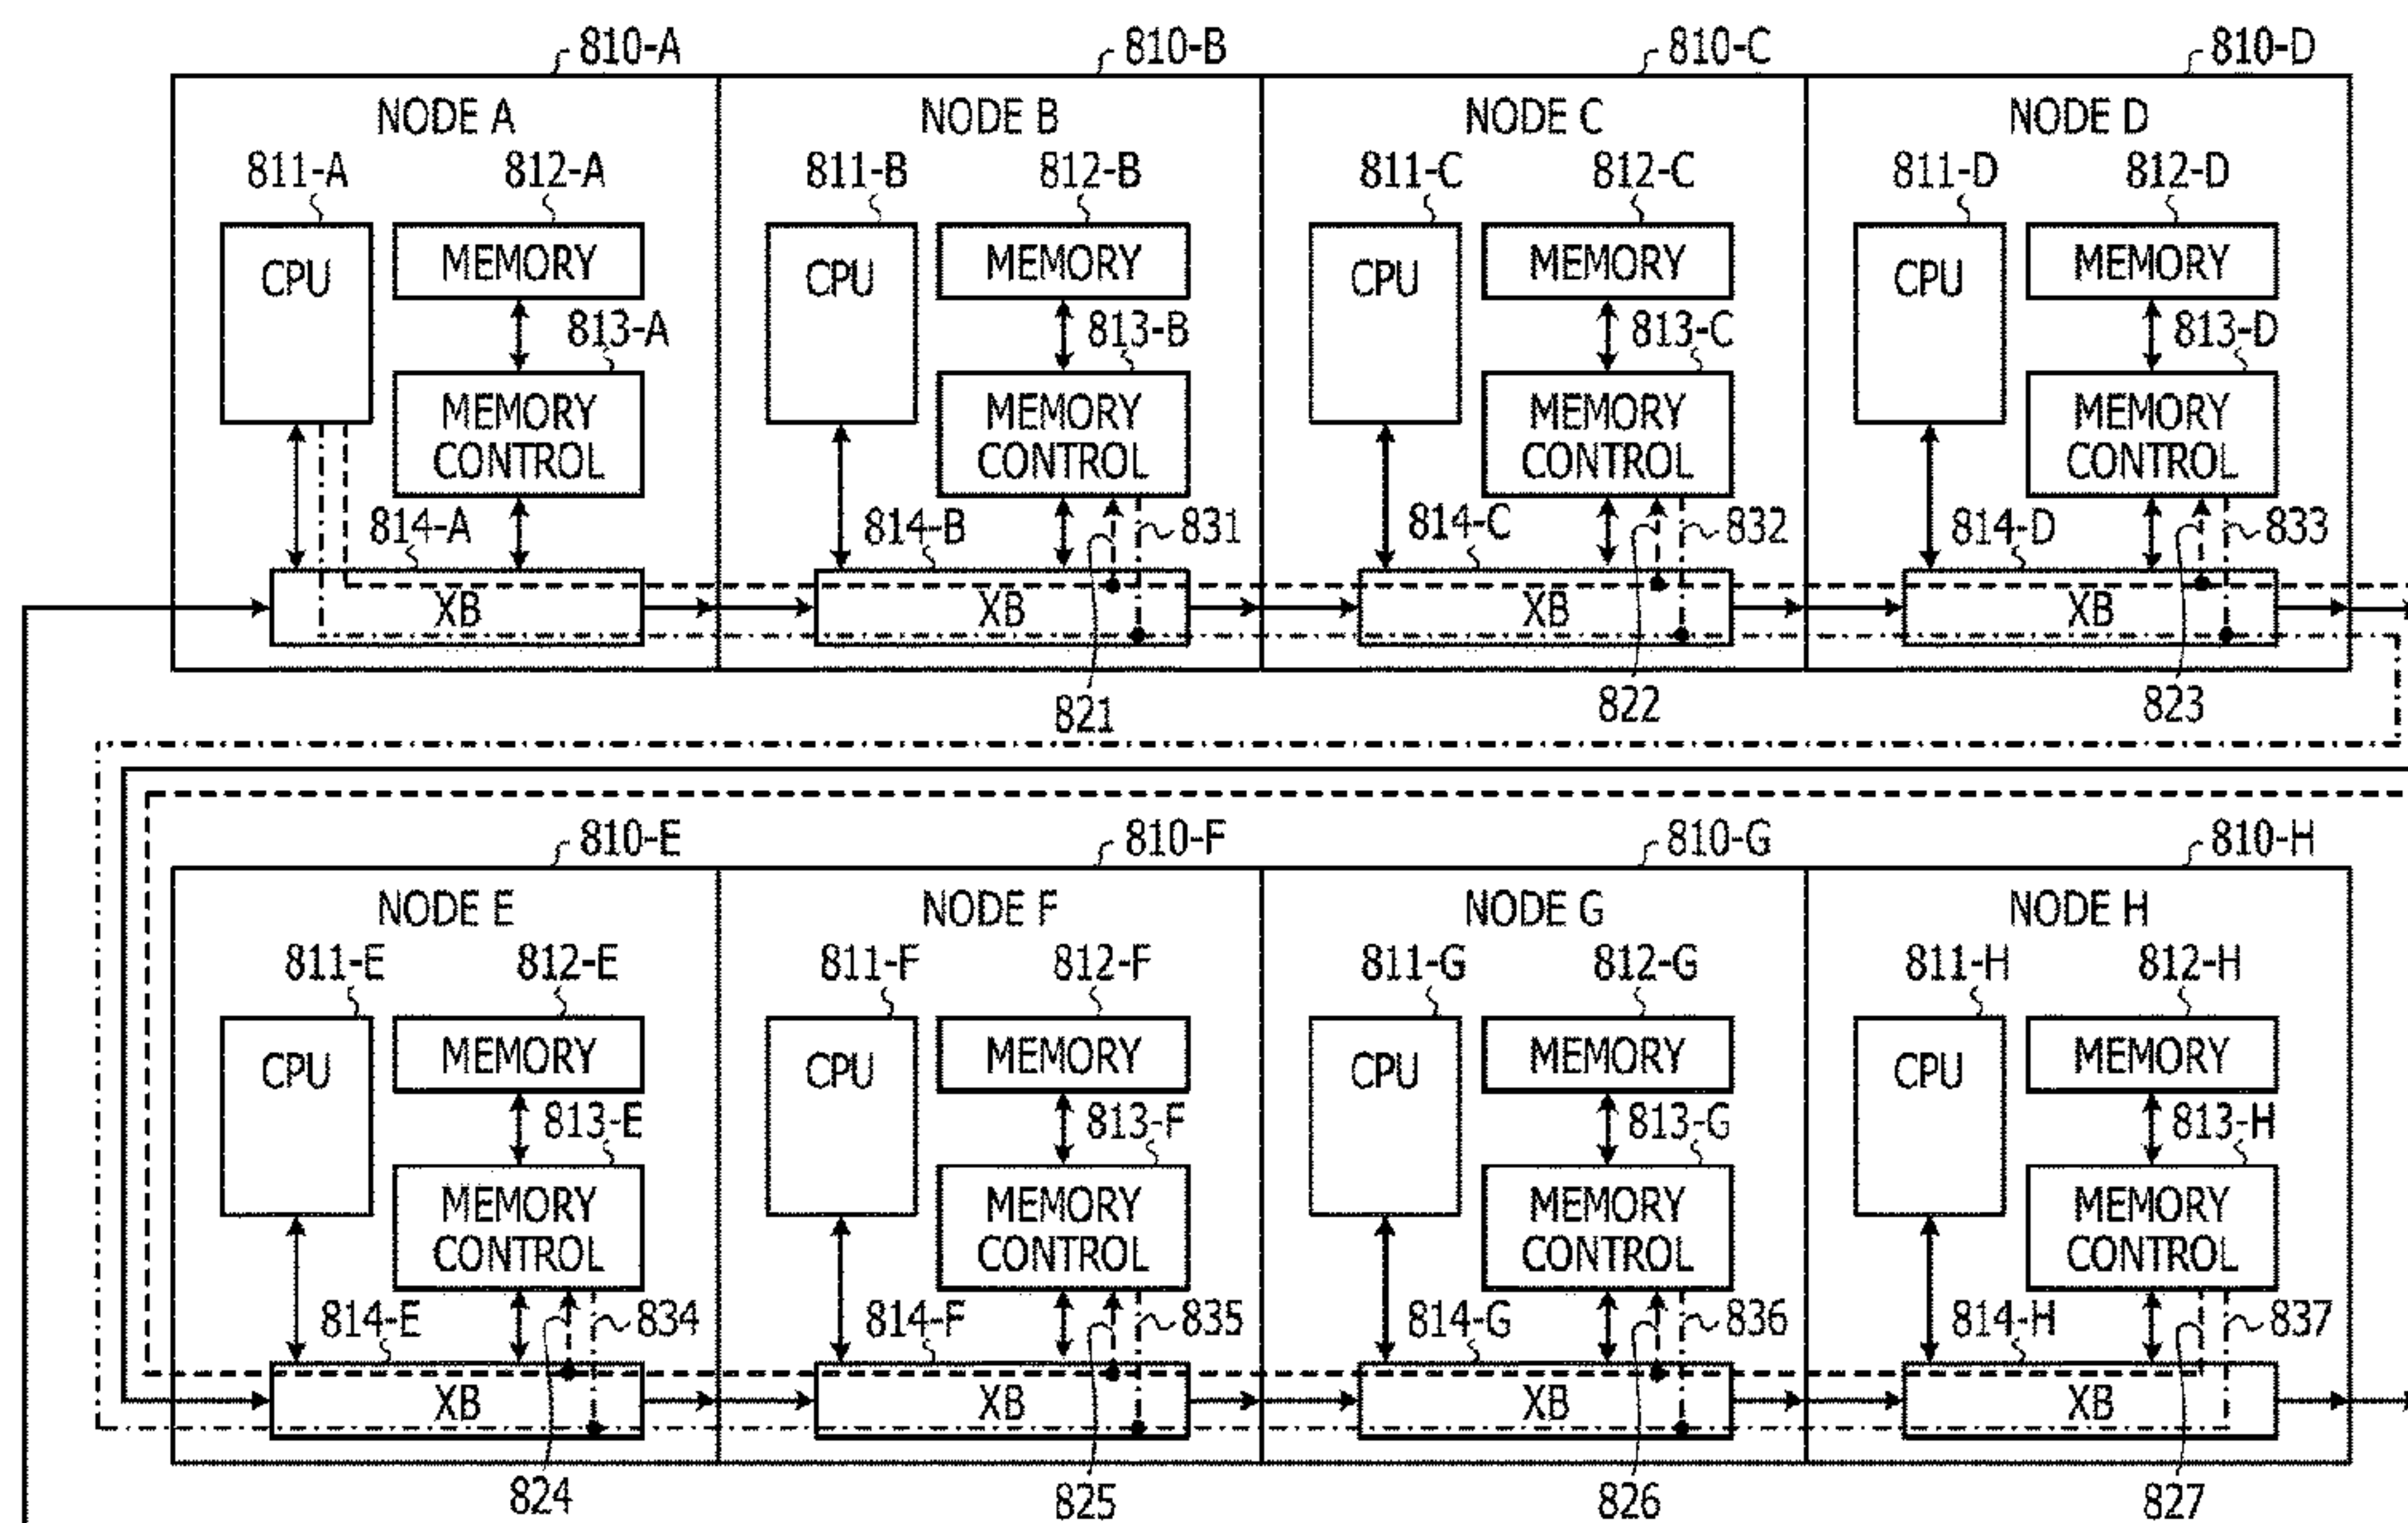 810-A 810-B 810-C 810-D
NODE A NODE B NODE C NODE D
811-A 812-A 811-B 812-B 811-C 812-C 811-D 812-D
CPU MEMORY CPU MEMORY CPU MEMORY CPU MEMORY
813-A 813-B 813-C 813-D
MEMORY MEMORY MEMORY MEMORY
CONTROL CONTROL CONTROL CONTROL
814-A 814-B 831 814-C 832 814-D 833
XB XB XB XB
821 822 823
810-E 810-F 810-G 810-H
NODE E NODE F NODE G NODE H
811-E 812-E 811-F 812-F 811-G 812-G 811-H 812-H
CPU MEMORY CPU MEMORY CPU MEMORY CPU MEMORY
813-E 813-F 813-G 813-H
MEMORY MEMORY MEMORY MEMORY
CONTROL CONTROL CONTROL CONTROL
814-E 834 814-F 835 814-G 836 814-H 837
XB XB XB XB
824 825 826 827